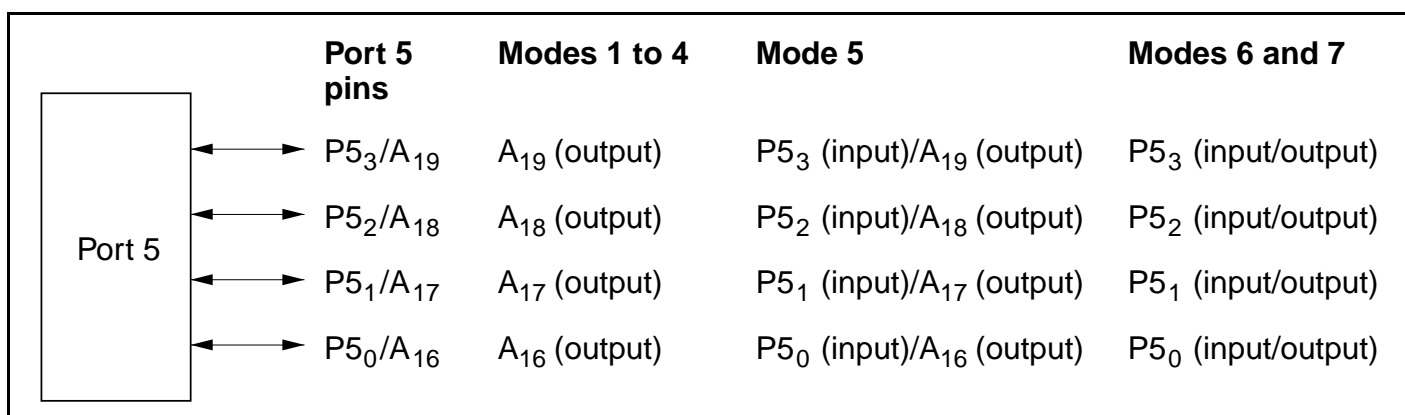 Port 5 pins Modes 1 to 4 Mode 5 Modes 6 and 7
P5₃/A₁₉ A₁₉ (output) P5₃ (input)/A₁₉ (output) P5₃ (input/output)
P5₂/A₁₈ A₁₈ (output) P5₂ (input)/A₁₈ (output) P5₂ (input/output)
Port 5
P5₁/A₁₇ A₁₇ (output) P5₁ (input)/A₁₇ (output) P5₁ (input/output)
P5₀/A₁₆ A₁₆ (output) P5₀ (input)/A₁₆ (output) P5₀ (input/output)